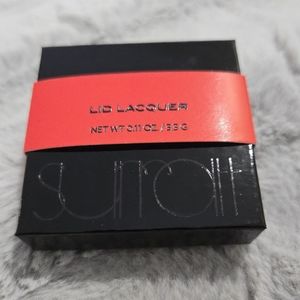 LID LACQUER
NET WT 0.11 OZ. / 3.3 G
surratt